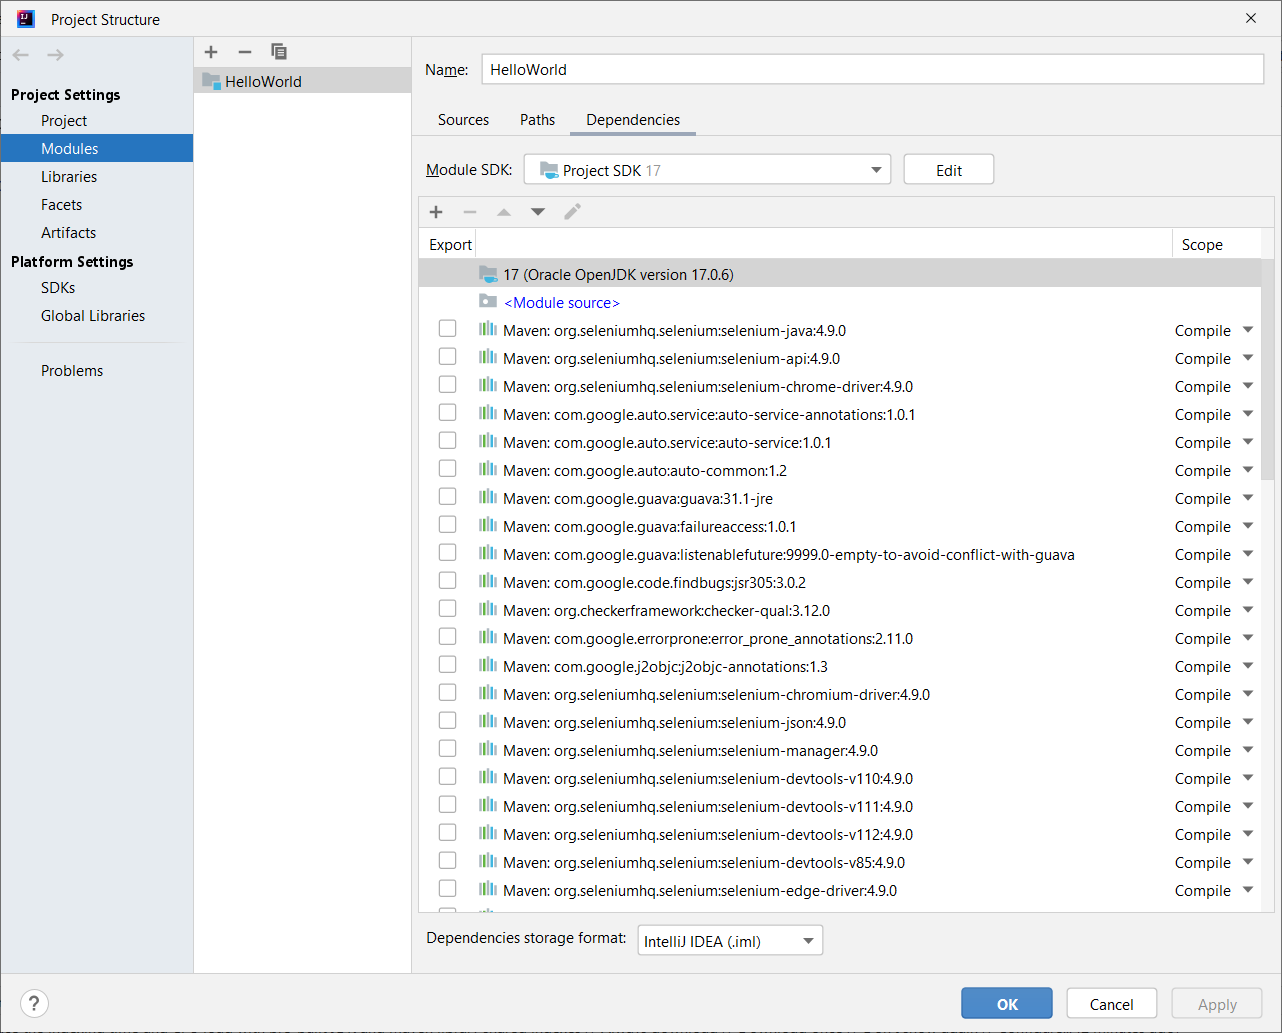 Project Structure
Project Settings
Project
Modules
Libraries
Facets
Artifacts
Platform Settings
SDKs
Global Libraries
Problems
HelloWorld
Name: HelloWorld
Sources Paths Dependencies
Module SDK: Project SDK 17 Edit
Export Scope
17 (Oracle OpenJDK version 17.0.6)
<Module source>
Maven: org.seleniumhq.selenium:selenium-java:4.9.0 Compile
Maven: org.seleniumhq.selenium:selenium-api:4.9.0 Compile
Maven: org.seleniumhq.selenium:selenium-chrome-driver:4.9.0 Compile
Maven: com.google.auto.service:auto-service-annotations:1.0.1 Compile
Maven: com.google.auto.service:auto-service:1.0.1 Compile
Maven: com.google.auto:auto-common:1.2 Compile
Maven: com.google.guava:guava:31.1-jre Compile
Maven: com.google.guava:failureaccess:1.0.1 Compile
Maven: com.google.guava:listenablefuture:9999.0-empty-to-avoid-conflict-with-guava Compile
Maven: com.google.code.findbugs:jsr305:3.0.2 Compile
Maven: org.checkerframework:checker-qual:3.12.0 Compile
Maven: com.google.errorprone:error_prone_annotations:2.11.0 Compile
Maven: com.google.j2objc:j2objc-annotations:1.3 Compile
Maven: org.seleniumhq.selenium:selenium-chromium-driver:4.9.0 Compile
Maven: org.seleniumhq.selenium:selenium-json:4.9.0 Compile
Maven: org.seleniumhq.selenium:selenium-manager:4.9.0 Compile
Maven: org.seleniumhq.selenium:selenium-devtools-v110:4.9.0 Compile
Maven: org.seleniumhq.selenium:selenium-devtools-v111:4.9.0 Compile
Maven: org.seleniumhq.selenium:selenium-devtools-v112:4.9.0 Compile
Maven: org.seleniumhq.selenium:selenium-devtools-v85:4.9.0 Compile
Maven: org.seleniumhq.selenium:selenium-edge-driver:4.9.0 Compile
Dependencies storage format: IntelliJ IDEA (.iml)
? OK Cancel Apply